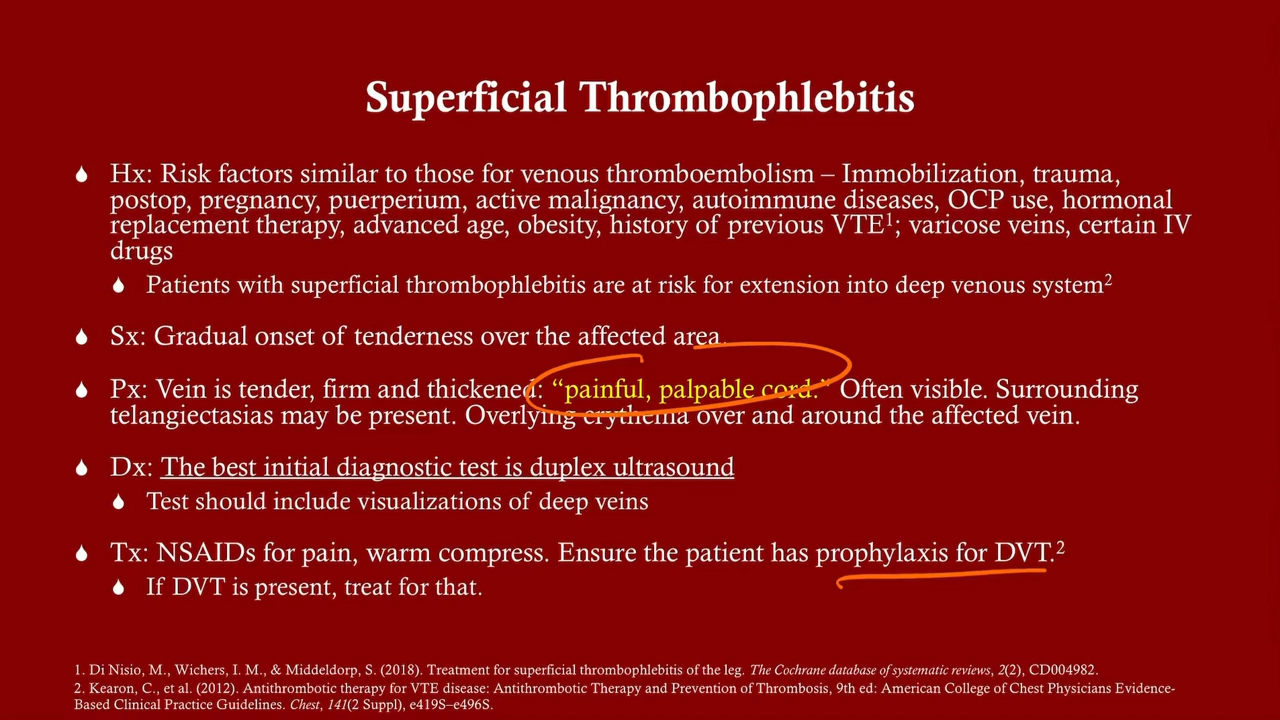 Superficial Thrombophlebitis
Hx: Risk factors similar to those for venous thromboembolism – Immobilization, trauma,
postop, pregnancy, puerperium, active malignancy, autoimmune diseases, OCP use, hormonal
replacement therapy, advanced age, obesity, history of previous VTE¹; varicose veins, certain IV
drugs
Patients with superficial thrombophlebitis are at risk for extension into deep venous system²
Sx: Gradual onset of tenderness over the affected area.
Px: Vein is tender, firm and thickened: “painful, palpable cord.” Often visible. Surrounding
telangiectasias may be present. Overlying erythema over and around the affected vein.
Dx: The best initial diagnostic test is duplex ultrasound
Test should include visualizations of deep veins
Tx: NSAIDs for pain, warm compress. Ensure the patient has prophylaxis for DVT.²
If DVT is present, treat for that.
1. Di Nisio, M., Wichers, I. M., & Middeldorp, S. (2018). Treatment for superficial thrombophlebitis of the leg. The Cochrane database of systematic reviews, 2(2), CD004982.
2. Kearon, C., et al. (2012). Antithrombotic therapy for VTE disease: Antithrombotic Therapy and Prevention of Thrombosis, 9th ed: American College of Chest Physicians Evidence-
Based Clinical Practice Guidelines. Chest, 141(2 Suppl), e419S–e496S.